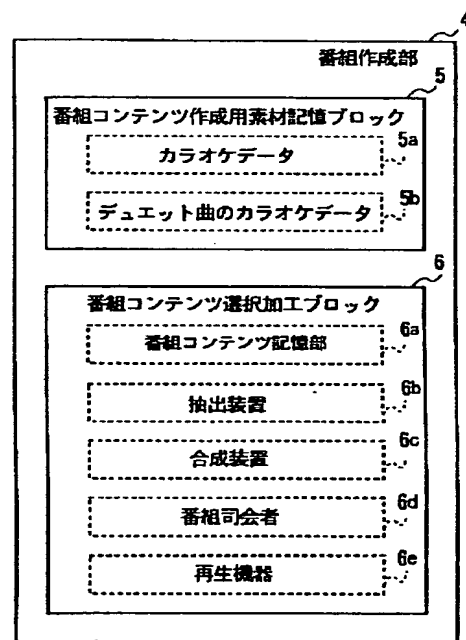 4
番組作成部
5
番組コンテンツ作成用素材記憶ブロック
5a
カラオケデータ
5b
デュエット曲のカラオケデータ
6
番組コンテンツ選択加工ブロック
6a
番組コンテンツ記憶部
6b
抽出装置
6c
合成装置
6d
番組司会者
6e
再生機器